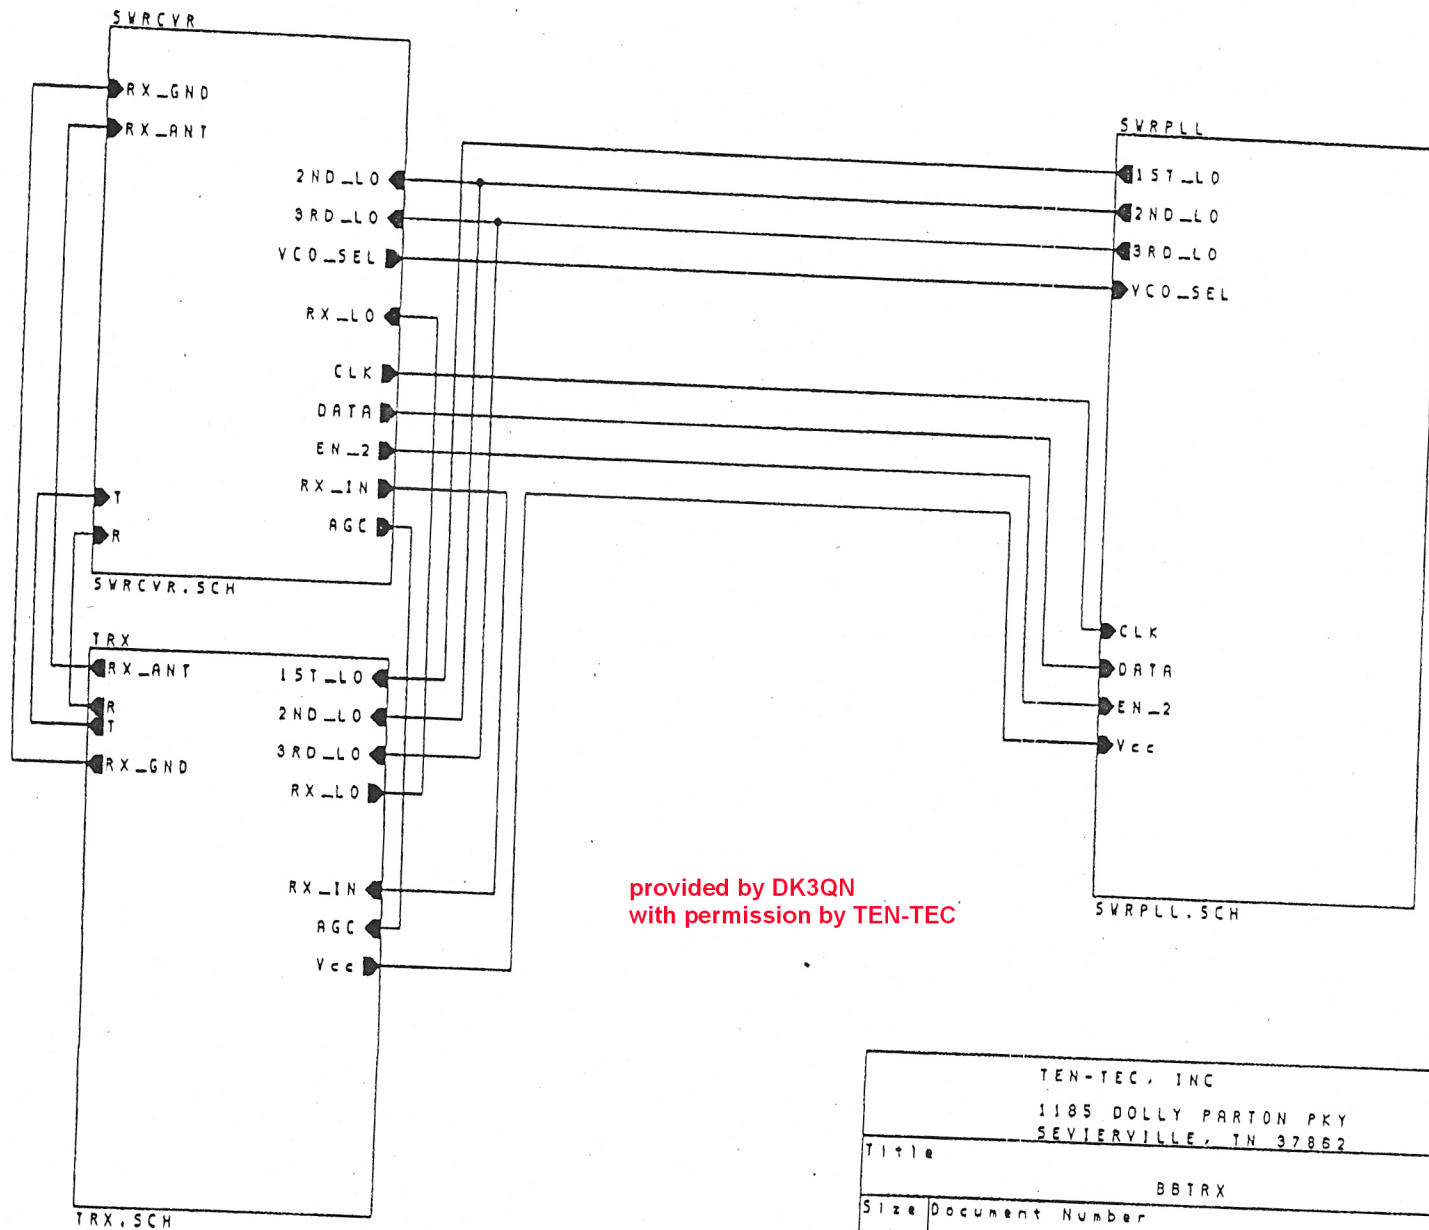 SWRCVR
RX_GND
RX_ANT
2ND_LO
3RD_LO
VCO_SEL
RX_LO
CLK
DATA
EN_2
RX_IN
AGC
T
R
SWRCVR.SCH
SWRPLL
1ST_LO
2ND_LO
3RD_LO
VCO_SEL
CLK
DATA
EN_2
Vcc
SWRPLL.SCH
TRX
RX_ANT
R
T
RX_GND
1ST_LO
2ND_LO
3RD_LO
RX_LO
RX_IN
AGC
Vcc
TRX.SCH
provided by DK3QN
with permission by TEN-TEC
TEN-TEC, INC
1185 DOLLY PARTON PKY
SEVIERVILLE, TN 37862
Title
BBTRX
Size Document Number